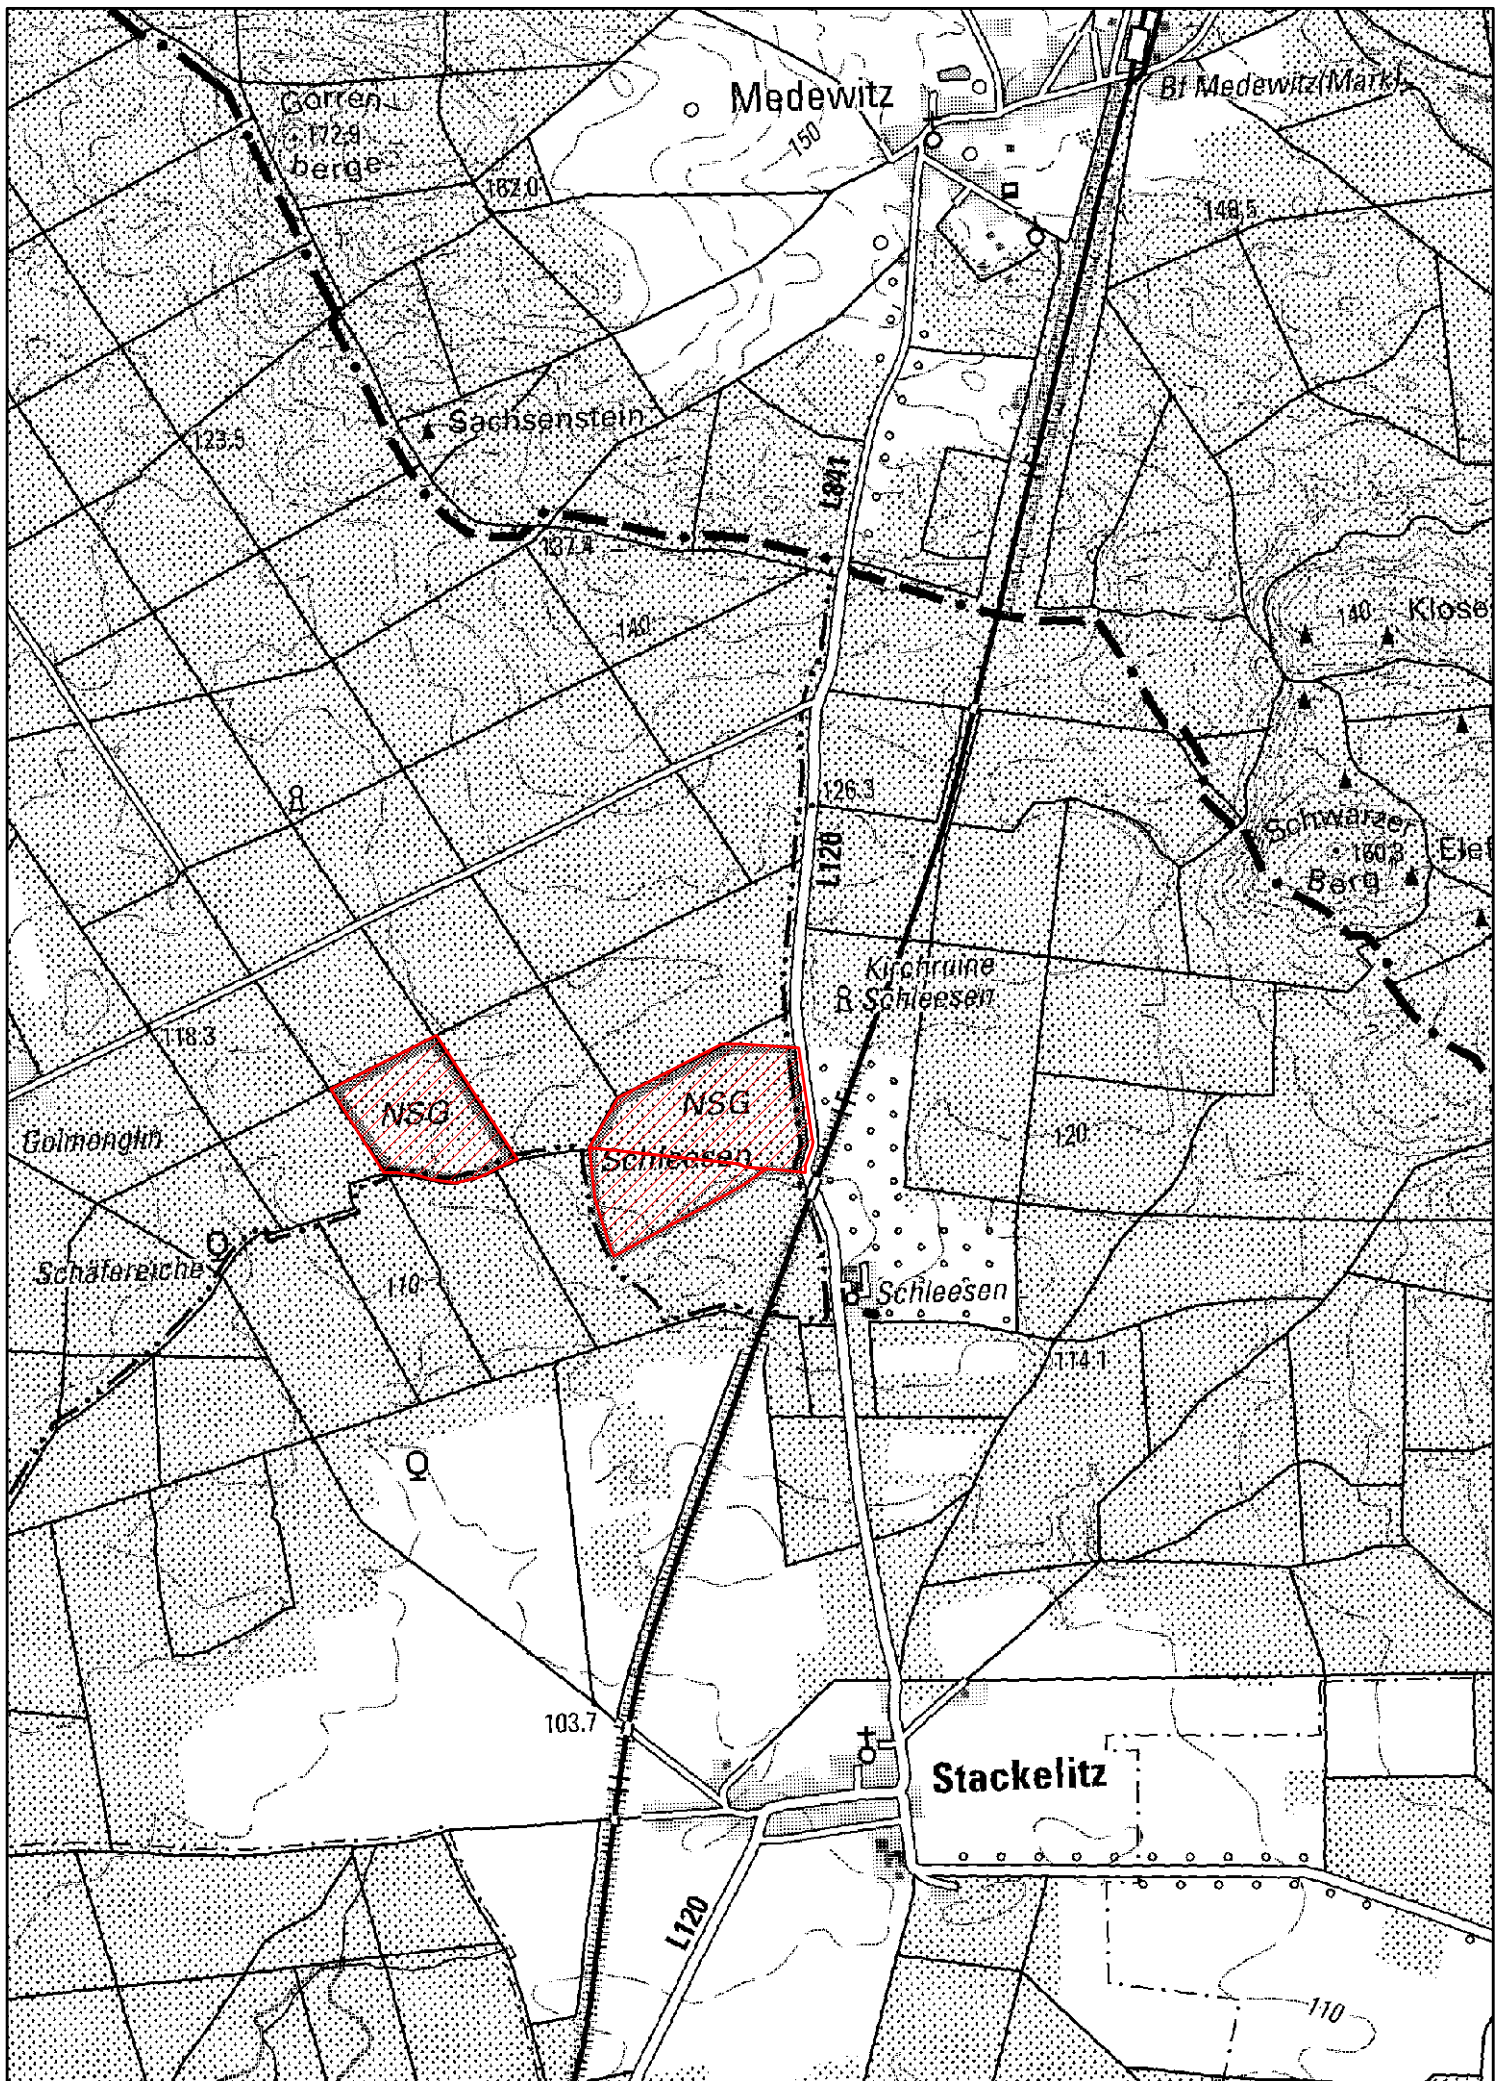 Medewitz
Bf Medewitz(Mark)
Gorren-
172.9
berge
150
162.0
148.5
Sachsenstein
123.5
L841
137.4
140
140
Klose
126.3
Schwarzer
160.3
Berg
L120
Kirchruine
Schleesen
118.3
NSG
NSG
Golmenglin
Schleesen
120
Schäfereiche
110
Schleesen
114.1
103.7
Stackelitz
L120
110